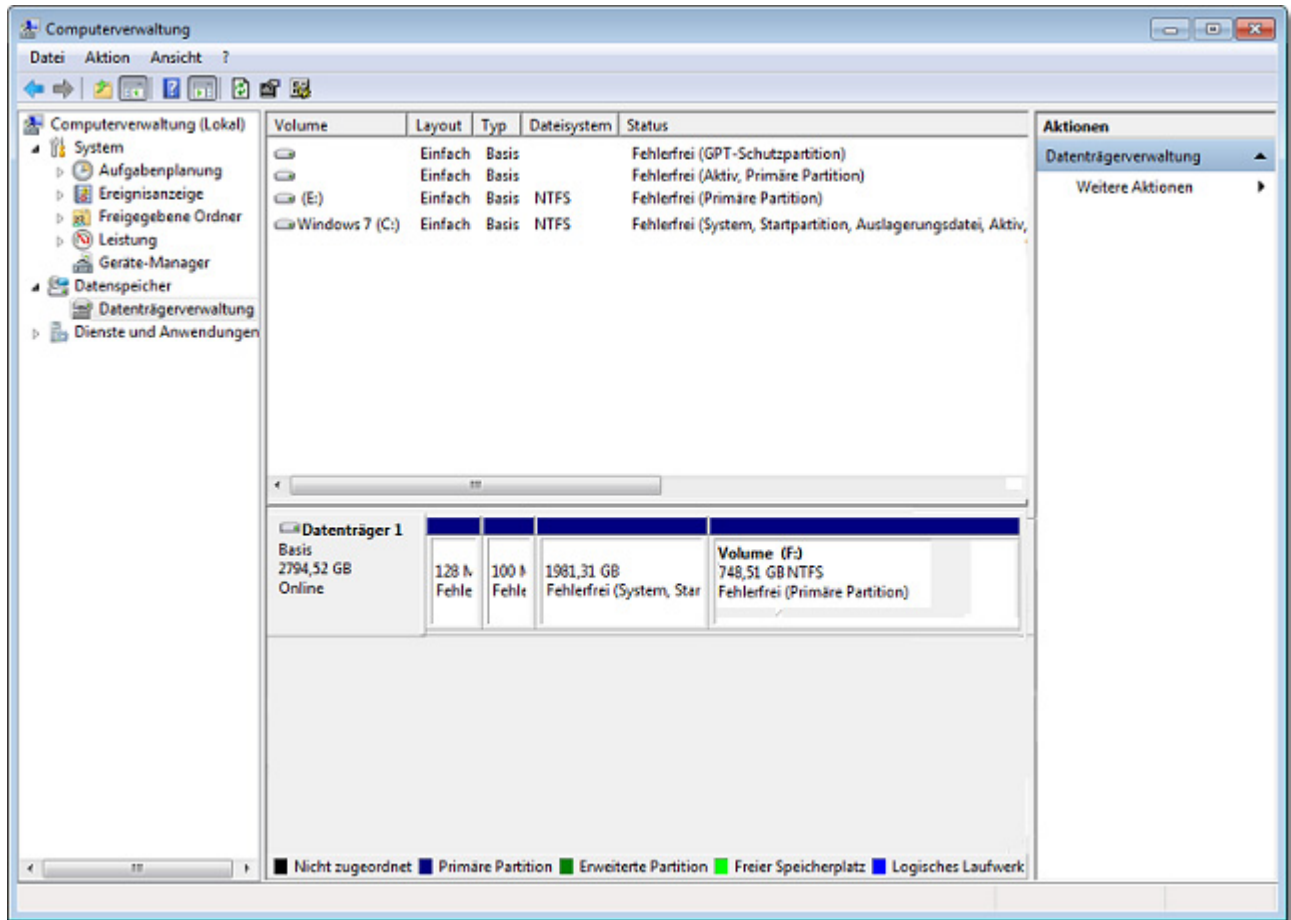 Computerverwaltung
Datei Aktion Ansicht ?
Computerverwaltung (Lokal)
System
Aufgabenplanung
Ereignisanzeige
Freigegebene Ordner
Leistung
Geräte-Manager
Datenspeicher
Datenträgerverwaltung
Dienste und Anwendungen
Volume Layout Typ Dateisystem Status
Einfach Basis Fehlerfrei (GPT-Schutzpartition)
Einfach Basis Fehlerfrei (Aktiv, Primäre Partition)
(E:) Einfach Basis NTFS Fehlerfrei (Primäre Partition)
Windows 7 (C:) Einfach Basis NTFS Fehlerfrei (System, Startpartition, Auslagerungsdatei, Aktiv,
Datenträger 1
Basis
2794,52 GB
Online
128 M
Fehle
100 M
Fehle
1981,31 GB
Fehlerfrei (System, Star
Volume (F:)
748,51 GB NTFS
Fehlerfrei (Primäre Partition)
Nicht zugeordnet Primäre Partition Erweiterte Partition Freier Speicherplatz Logisches Laufwerk
Aktionen
Datenträgerverwaltung
Weitere Aktionen